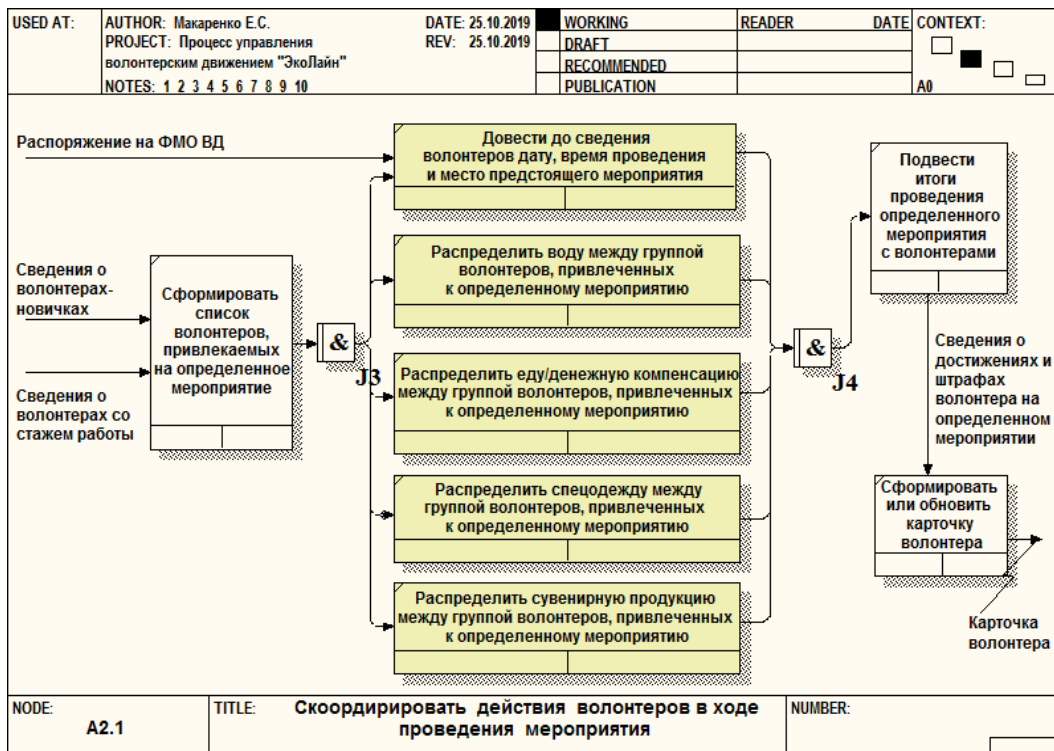 USED AT:
AUTHOR: Макаренко Е.С.
DATE: 25.10.2019
PROJECT: Процесс управления
REV: 25.10.2019
волонтерским движением "ЭкоЛайн"
NOTES: 1 2 3 4 5 6 7 8 9 10
WORKING
DRAFT
RECOMMENDED
PUBLICATION
READER
DATE
CONTEXT:
A0
Распоряжение на ФМО ВД
Сведения о
волонтерах-
новичках
Сведения о
волонтерах со
стажем работы
Сформировать
список
волонтеров,
привлекаемых
на определенное
мероприятие
&
J3
Довести до сведения
волонтеров дату, время проведения
и место предстоящего мероприятия
Распределить воду между группой
волонтеров, привлеченных
к определенному мероприятию
Распределить еду/денежную компенсацию
между группой волонтеров, привлеченных
к определенному мероприятию
Распределить спецодежду между
группой волонтеров, привлеченных
к определенному мероприятию
Распределить сувенирную продукцию
между группой волонтеров, привлеченных
к определенному мероприятию
&
J4
Подвести
итоги
проведения
определенного
мероприятия
с волонтерами
Сведения о
достижениях и
штрафах
волонтера на
определенном
мероприятии
Сформировать
или обновить
карточку
волонтера
Карточка
волонтера
NODE:
A2.1
TITLE:
Скоордирировать действия волонтеров в ходе
проведения мероприятия
NUMBER: